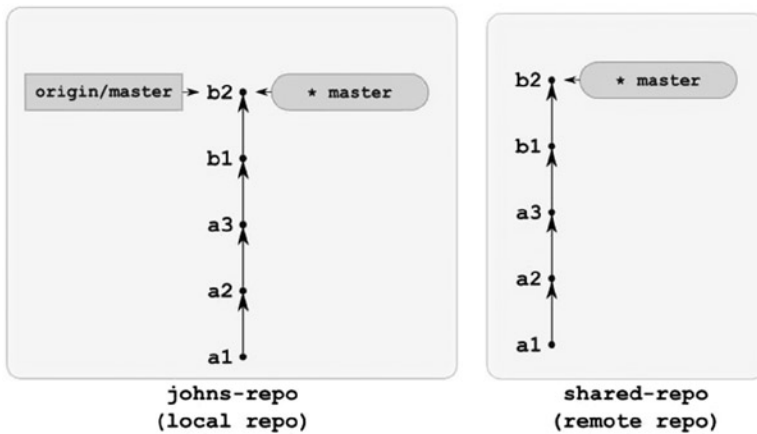 origin/master
b2
★ master
b1
a3
a2
a1
johns-repo
(local repo)
b2
★ master
b1
a3
a2
a1
shared-repo
(remote repo)